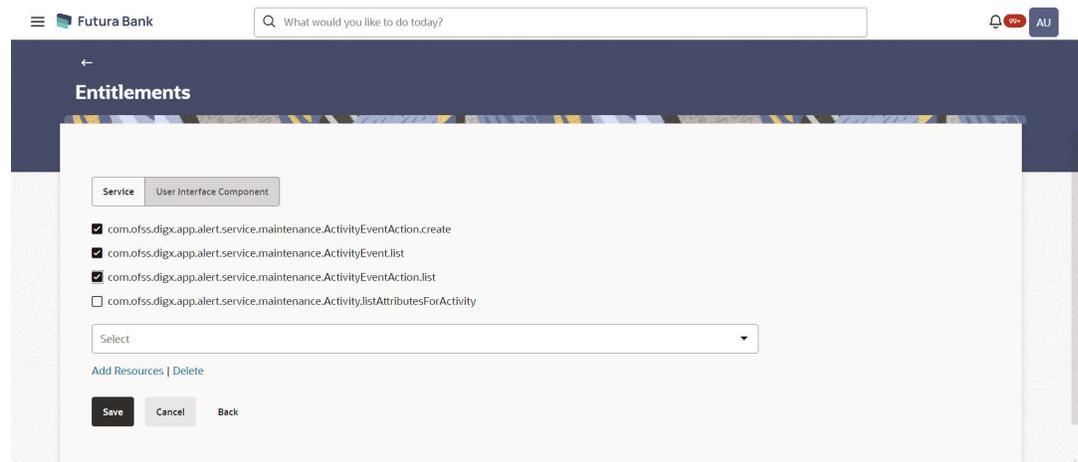 Futura Bank
What would you like to do today?
99+
AU
Entitlements
Service
User Interface Component
com.ofss.digx.app.alert.service.maintenance.ActivityEventAction.create
com.ofss.digx.app.alert.service.maintenance.ActivityEvent.list
com.ofss.digx.app.alert.service.maintenance.ActivityEventAction.list
com.ofss.digx.app.alert.service.maintenance.Activity.listAttributesForActivity
Select
Add Resources | Delete
Save
Cancel
Back